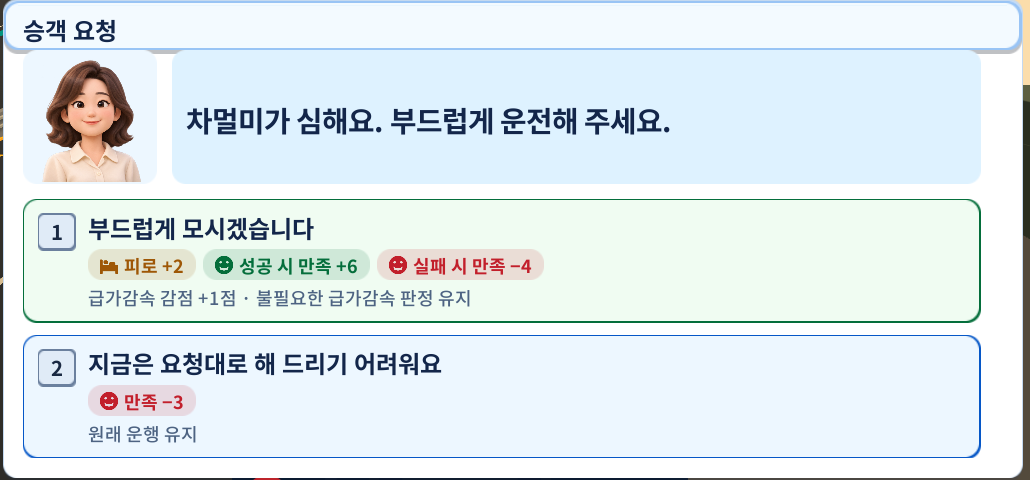 승객 요청
차멀미가 심해요. 부드럽게 운전해 주세요.
1 부드럽게 모시겠습니다
피로 +2 성공 시 만족 +6 실패 시 만족 −4
급가감속 감점 +1점 · 불필요한 급가감속 판정 유지
2 지금은 요청대로 해 드리기 어려워요
만족 −3
원래 운행 유지